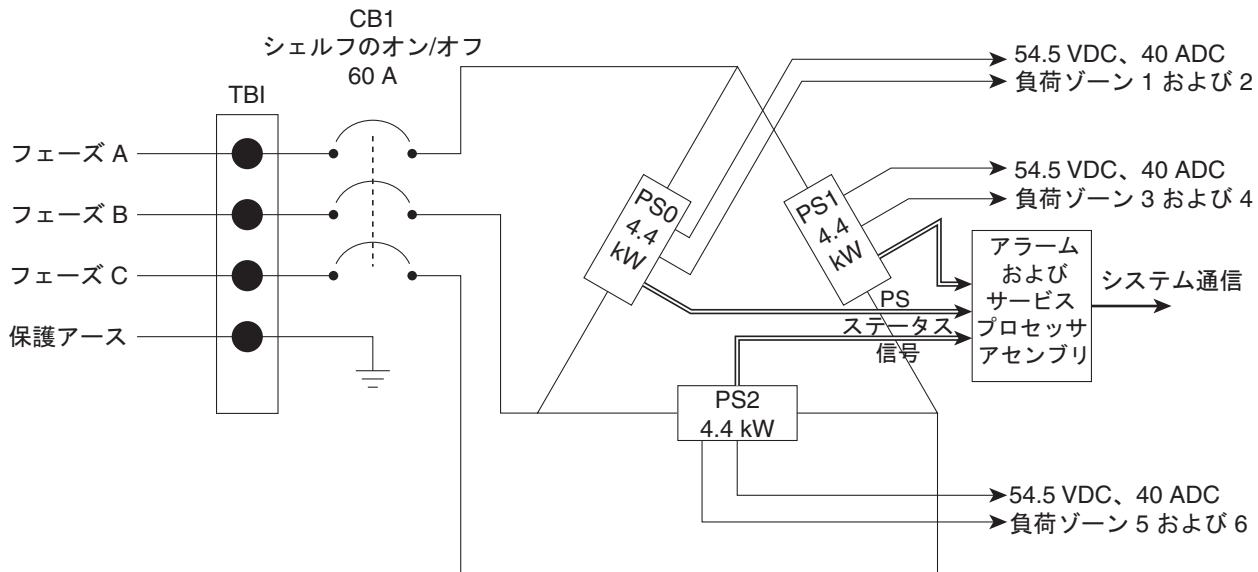 CB1
シェルフのオン/オフ
60 A
TBI
フェーズ A
フェーズ B
フェーズ C
保護アース
PS0
4.4
kW
PS1
4.4
kW
PS2
4.4 kW
54.5 VDC、40 ADC
負荷ゾーン 1 および 2
54.5 VDC、40 ADC
負荷ゾーン 3 および 4
PS
ステータス
信号
アラーム
および
サービス
プロセッサ
アセンブリ
システム通信
54.5 VDC、40 ADC
負荷ゾーン 5 および 6